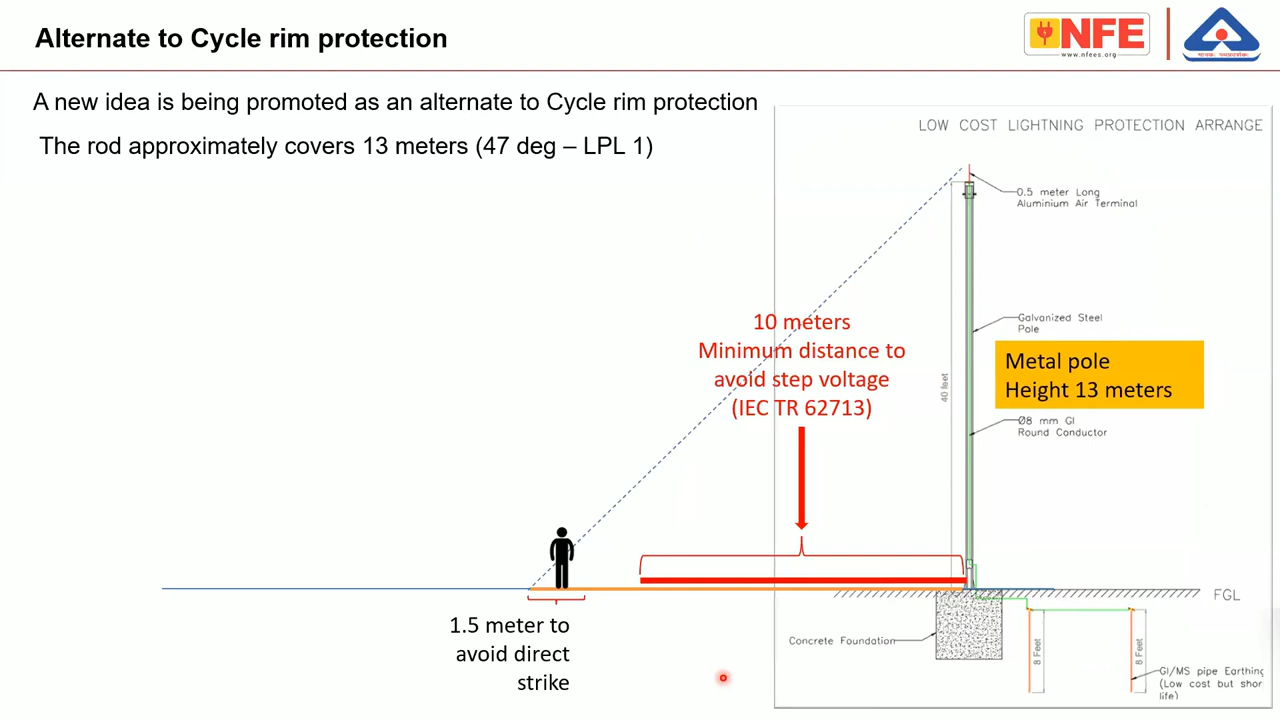 Alternate to Cycle rim protection
NFE
www.nfees.org
A new idea is being promoted as an alternate to Cycle rim protection
The rod approximately covers 13 meters (47 deg – LPL 1)
LOW COST LIGHTNING PROTECTION ARRANGE
0.5 meter Long
Aluminium Air Terminal
10 meters
Minimum distance to
avoid step voltage
(IEC TR 62713)
Galvanized Steel
Pole
Metal pole
Height 13 meters
40 feet
Ø8 mm GI
Round Conductor
FGL
1.5 meter to
avoid direct
strike
Concrete Foundation
8 Feet
8 Feet
GI/MS pipe Earthing
(Low cost but shor
life)